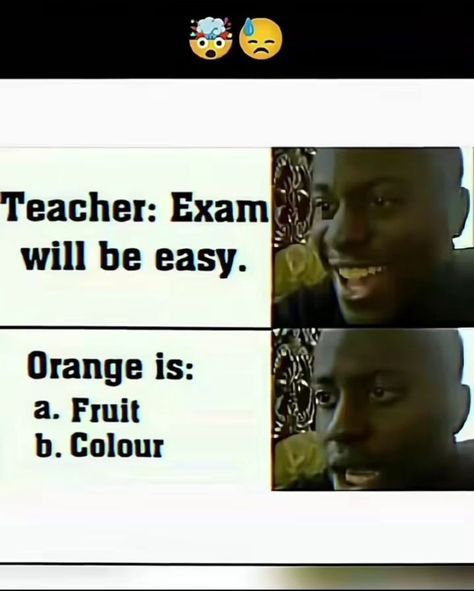 🤯😓
Teacher: Exam
will be easy.
Orange is:
a. Fruit
b. Colour